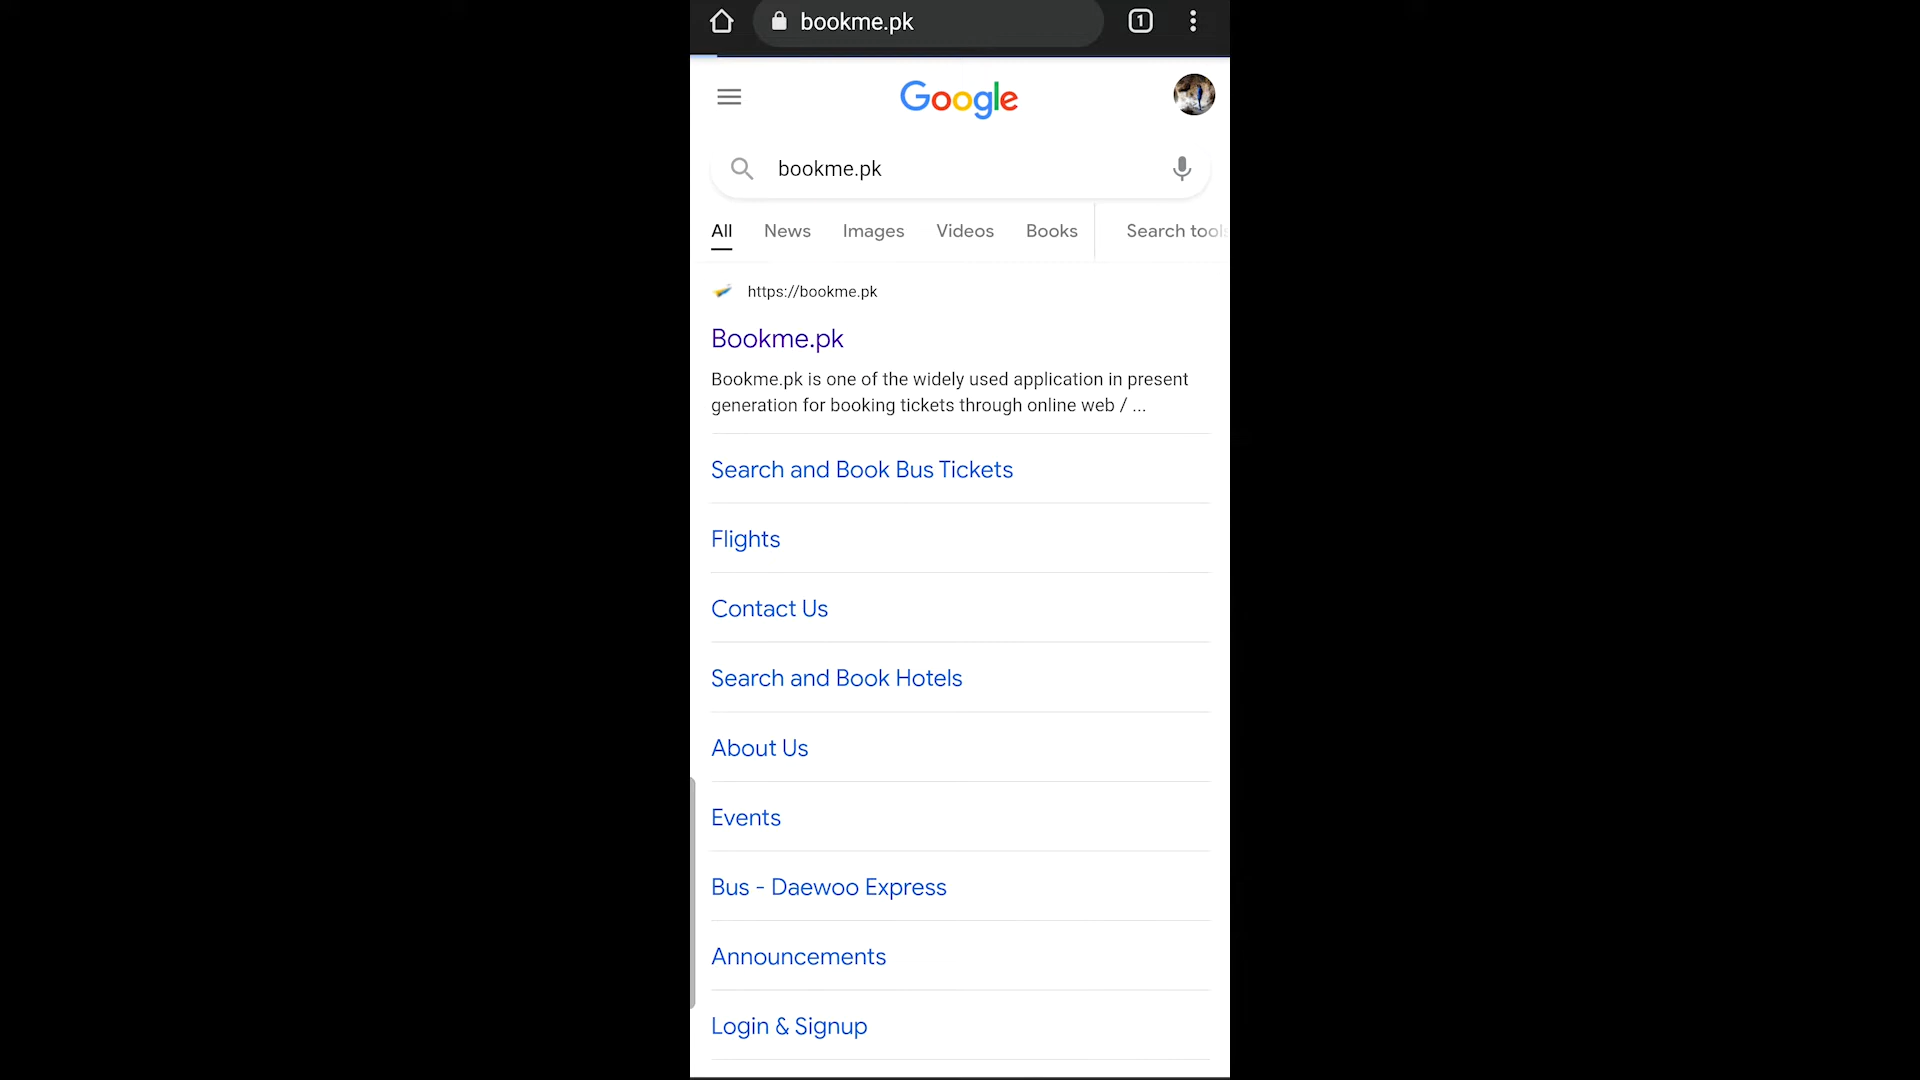 bookme.pk
1
Google
bookme.pk
All News Images Videos Books Search tools
https://bookme.pk
Bookme.pk
Bookme.pk is one of the widely used application in present
generation for booking tickets through online web / ...
Search and Book Bus Tickets
Flights
Contact Us
Search and Book Hotels
About Us
Events
Bus - Daewoo Express
Announcements
Login & Signup